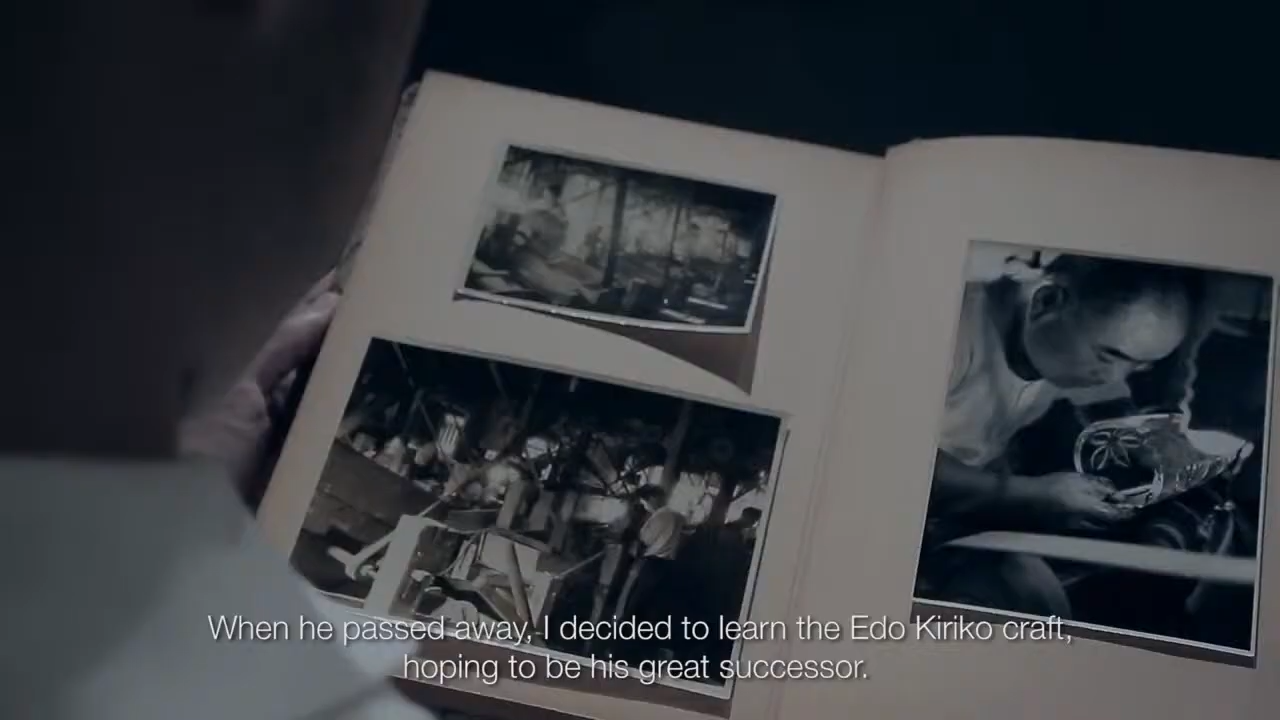 When he passed away, I decided to learn the Edo Kiriko craft,
hoping to be his great successor.